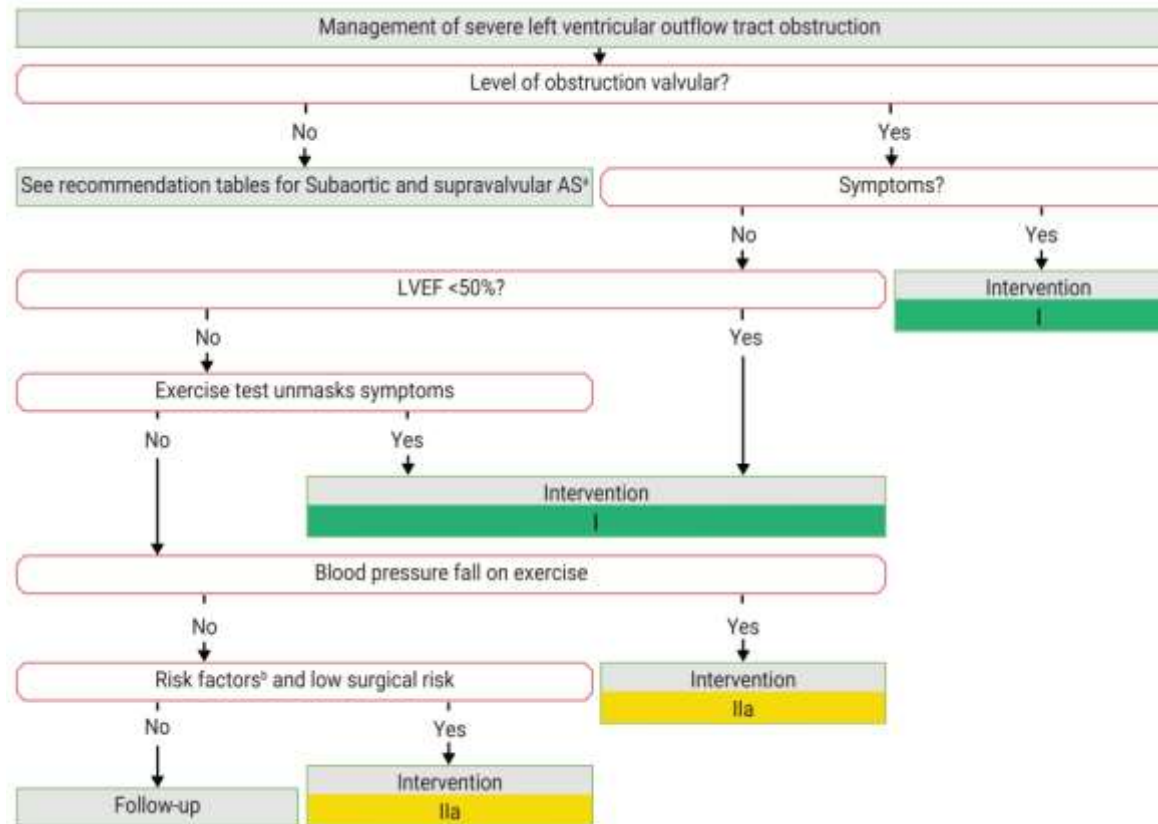 Management of severe left ventricular outflow tract obstruction
Level of obstruction valvular?
No
Yes
See recommendation tables for Subaortic and supravalvular ASᵃ
Symptoms?
No
Yes
LVEF <50%?
Intervention
I
No
Yes
Exercise test unmasks symptoms
No
Yes
Intervention
I
Blood pressure fall on exercise
No
Yes
Risk factorsᵇ and low surgical risk
Intervention
IIa
No
Yes
Follow-up
Intervention
IIa